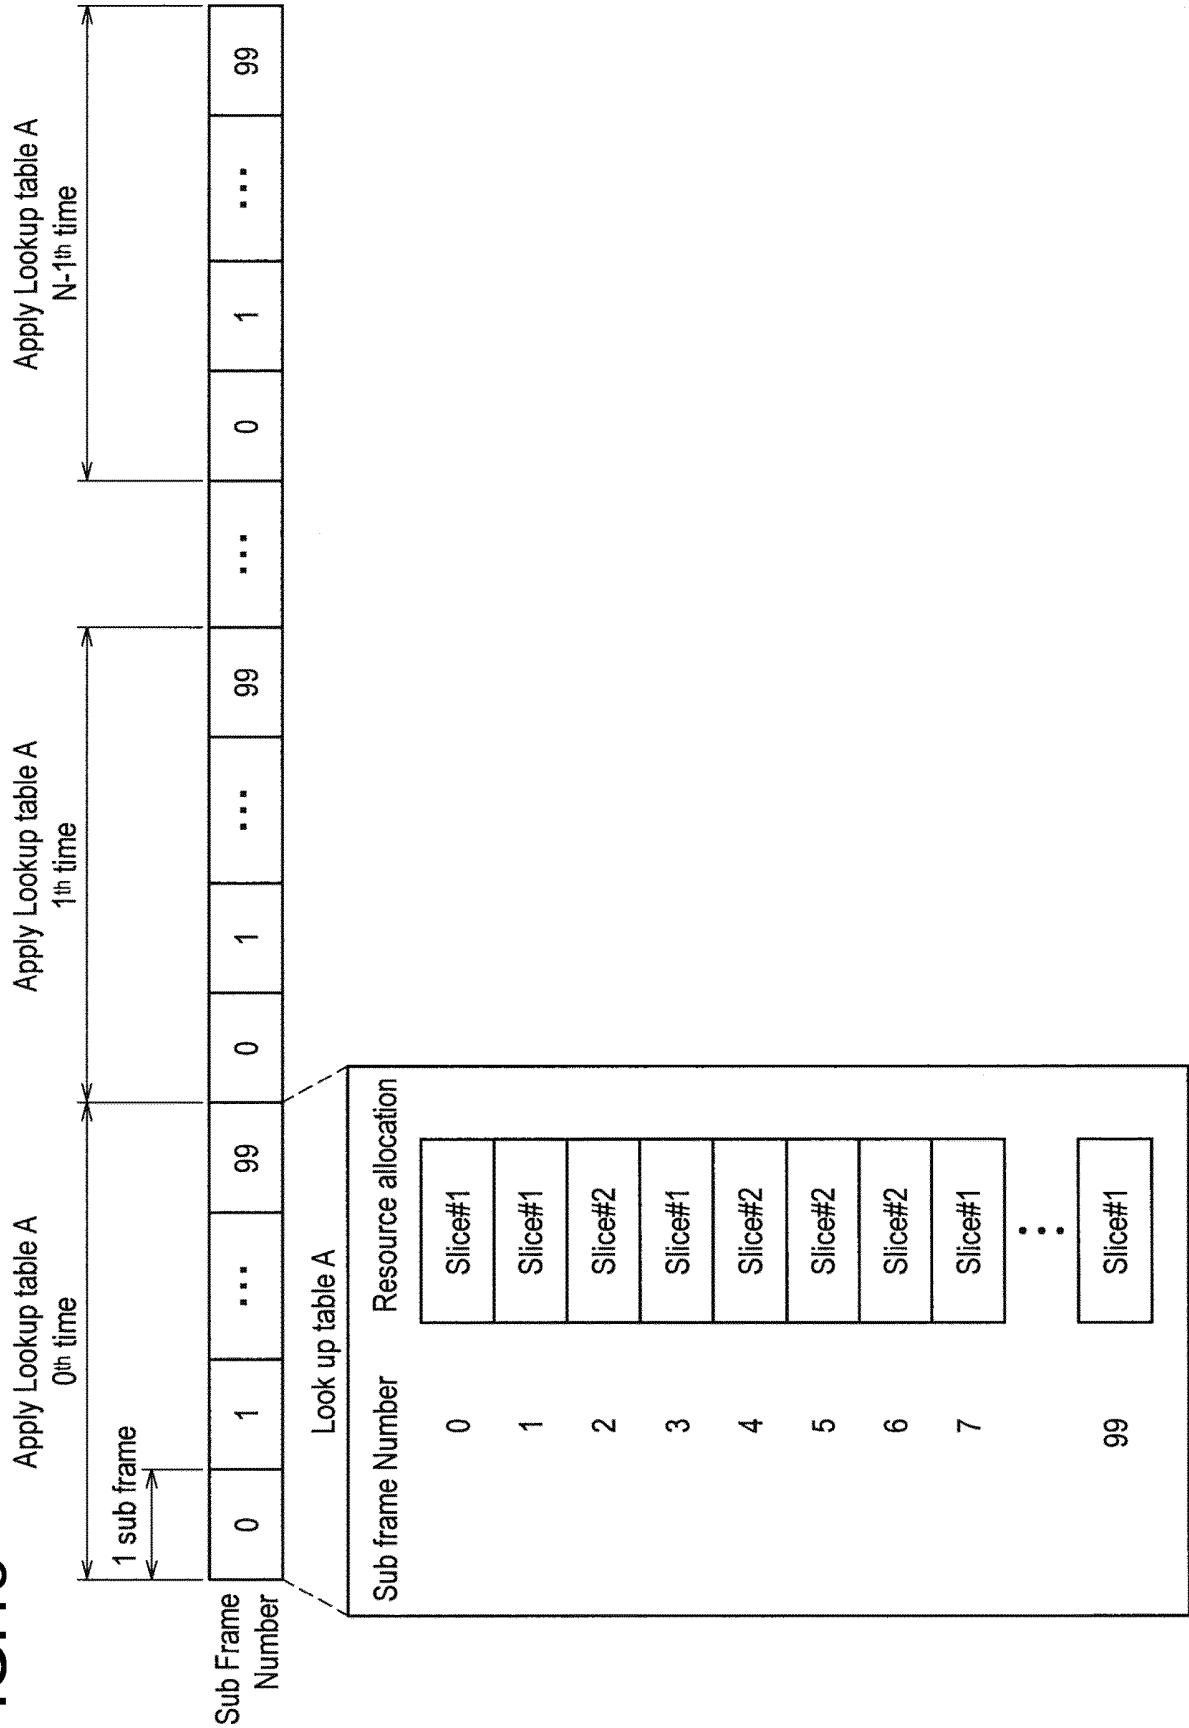 Apply Lookup table A
0th time
Apply Lookup table A
1th time
Apply Lookup table A
N-1th time
1 sub frame
Sub Frame
Number
0 1 ... 99 0 1 ... 99 ... 0 1 ... 99
Look up table A
Sub frame Number Resource allocation
0 Slice#1
1 Slice#1
2 Slice#2
3 Slice#1
4 Slice#2
5 Slice#2
6 Slice#2
7 Slice#1
...
99 Slice#1